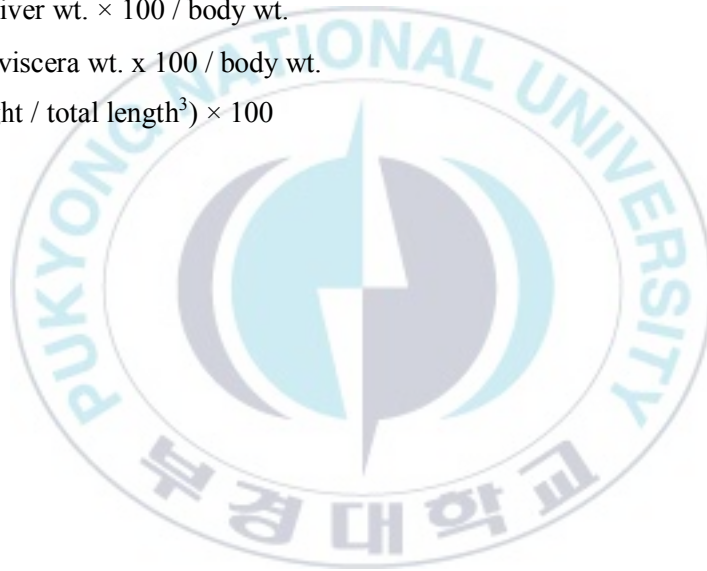 iver wt. × 100 / body wt.
viscera wt. x 100 / body wt.
ght / total length³) × 100
PUKYONG NATIONAL UNIVERSITY
부경대학교